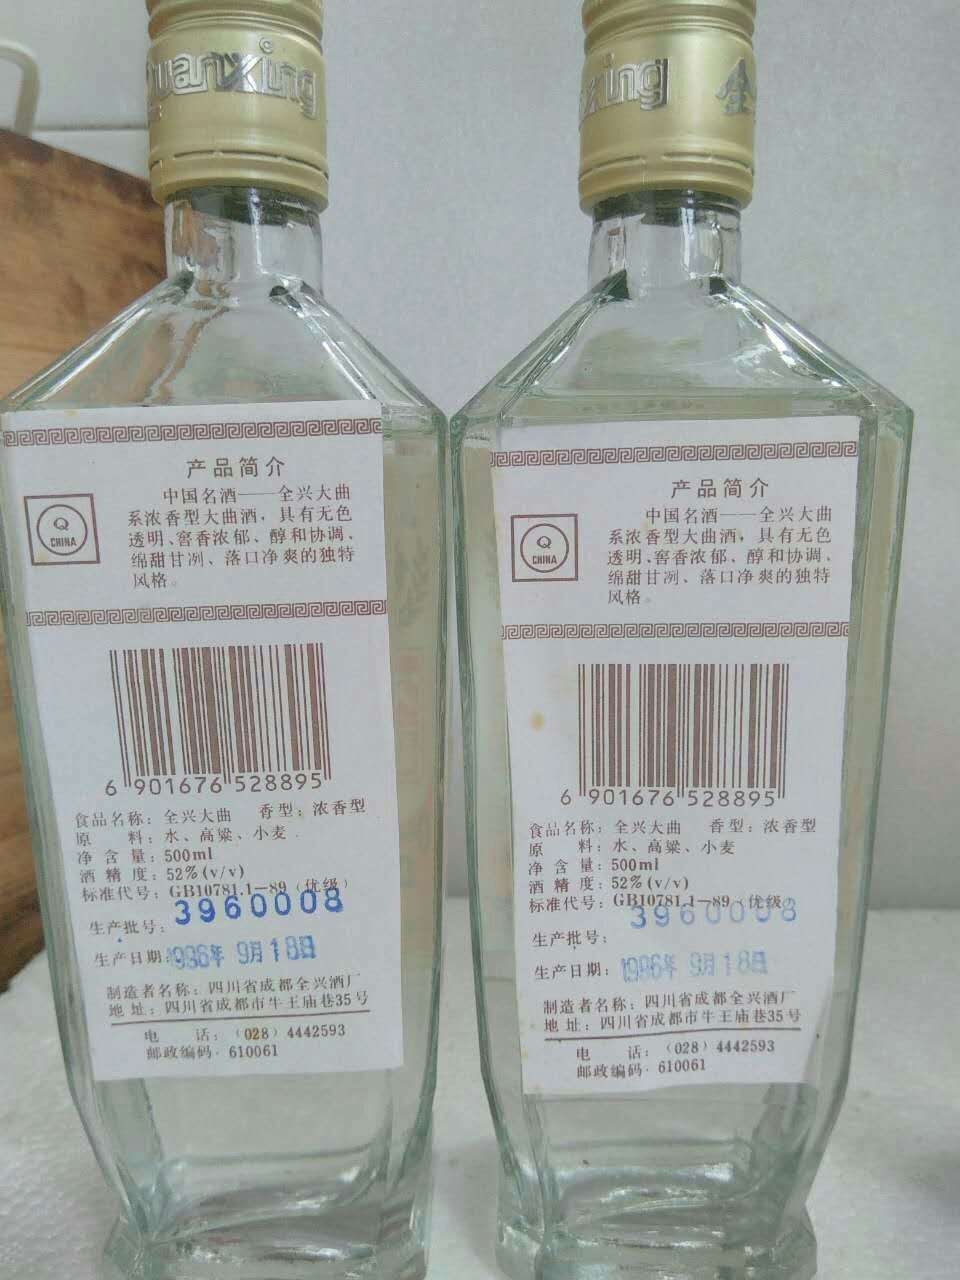 Quanxing
产品简介
Q
CHINA
中国名酒——全兴大曲
系浓香型大曲酒，具有无色
透明、窖香浓郁、醇和协调、
绵甜甘冽、落口净爽的独特
风格。
6 901676 528895
食品名称：全兴大曲 香型：浓香型
原 料：水、高粱、小麦
净 含 量：500ml
酒 精 度：52%(v/v)
标准代号：GB10781.1—89（优级）
3960008
生产批号：
生产日期：1996年 9月18日
制造者名称：四川省成都全兴酒厂
地 址：四川省成都市牛王庙巷35号
电 话：（028）4442593
邮政编码：610061
xing 全
产品简介
Q
CHINA
中国名酒——全兴大曲
系浓香型大曲酒，具有无色
透明、窖香浓郁、醇和协调、
绵甜甘冽、落口净爽的独特
风格。
6 901676 528895
食品名称：全兴大曲 香型：浓香型
原 料：水、高粱、小麦
净 含 量：500ml
酒 精 度：52%(v/v)
标准代号：GB10781.1—89（优级）
3960008
生产批号：
生产日期：1996年 9月18日
制造者名称：四川省成都全兴酒厂
地 址：四川省成都市牛王庙巷35号
电 话：（028）4442593
邮政编码：610061